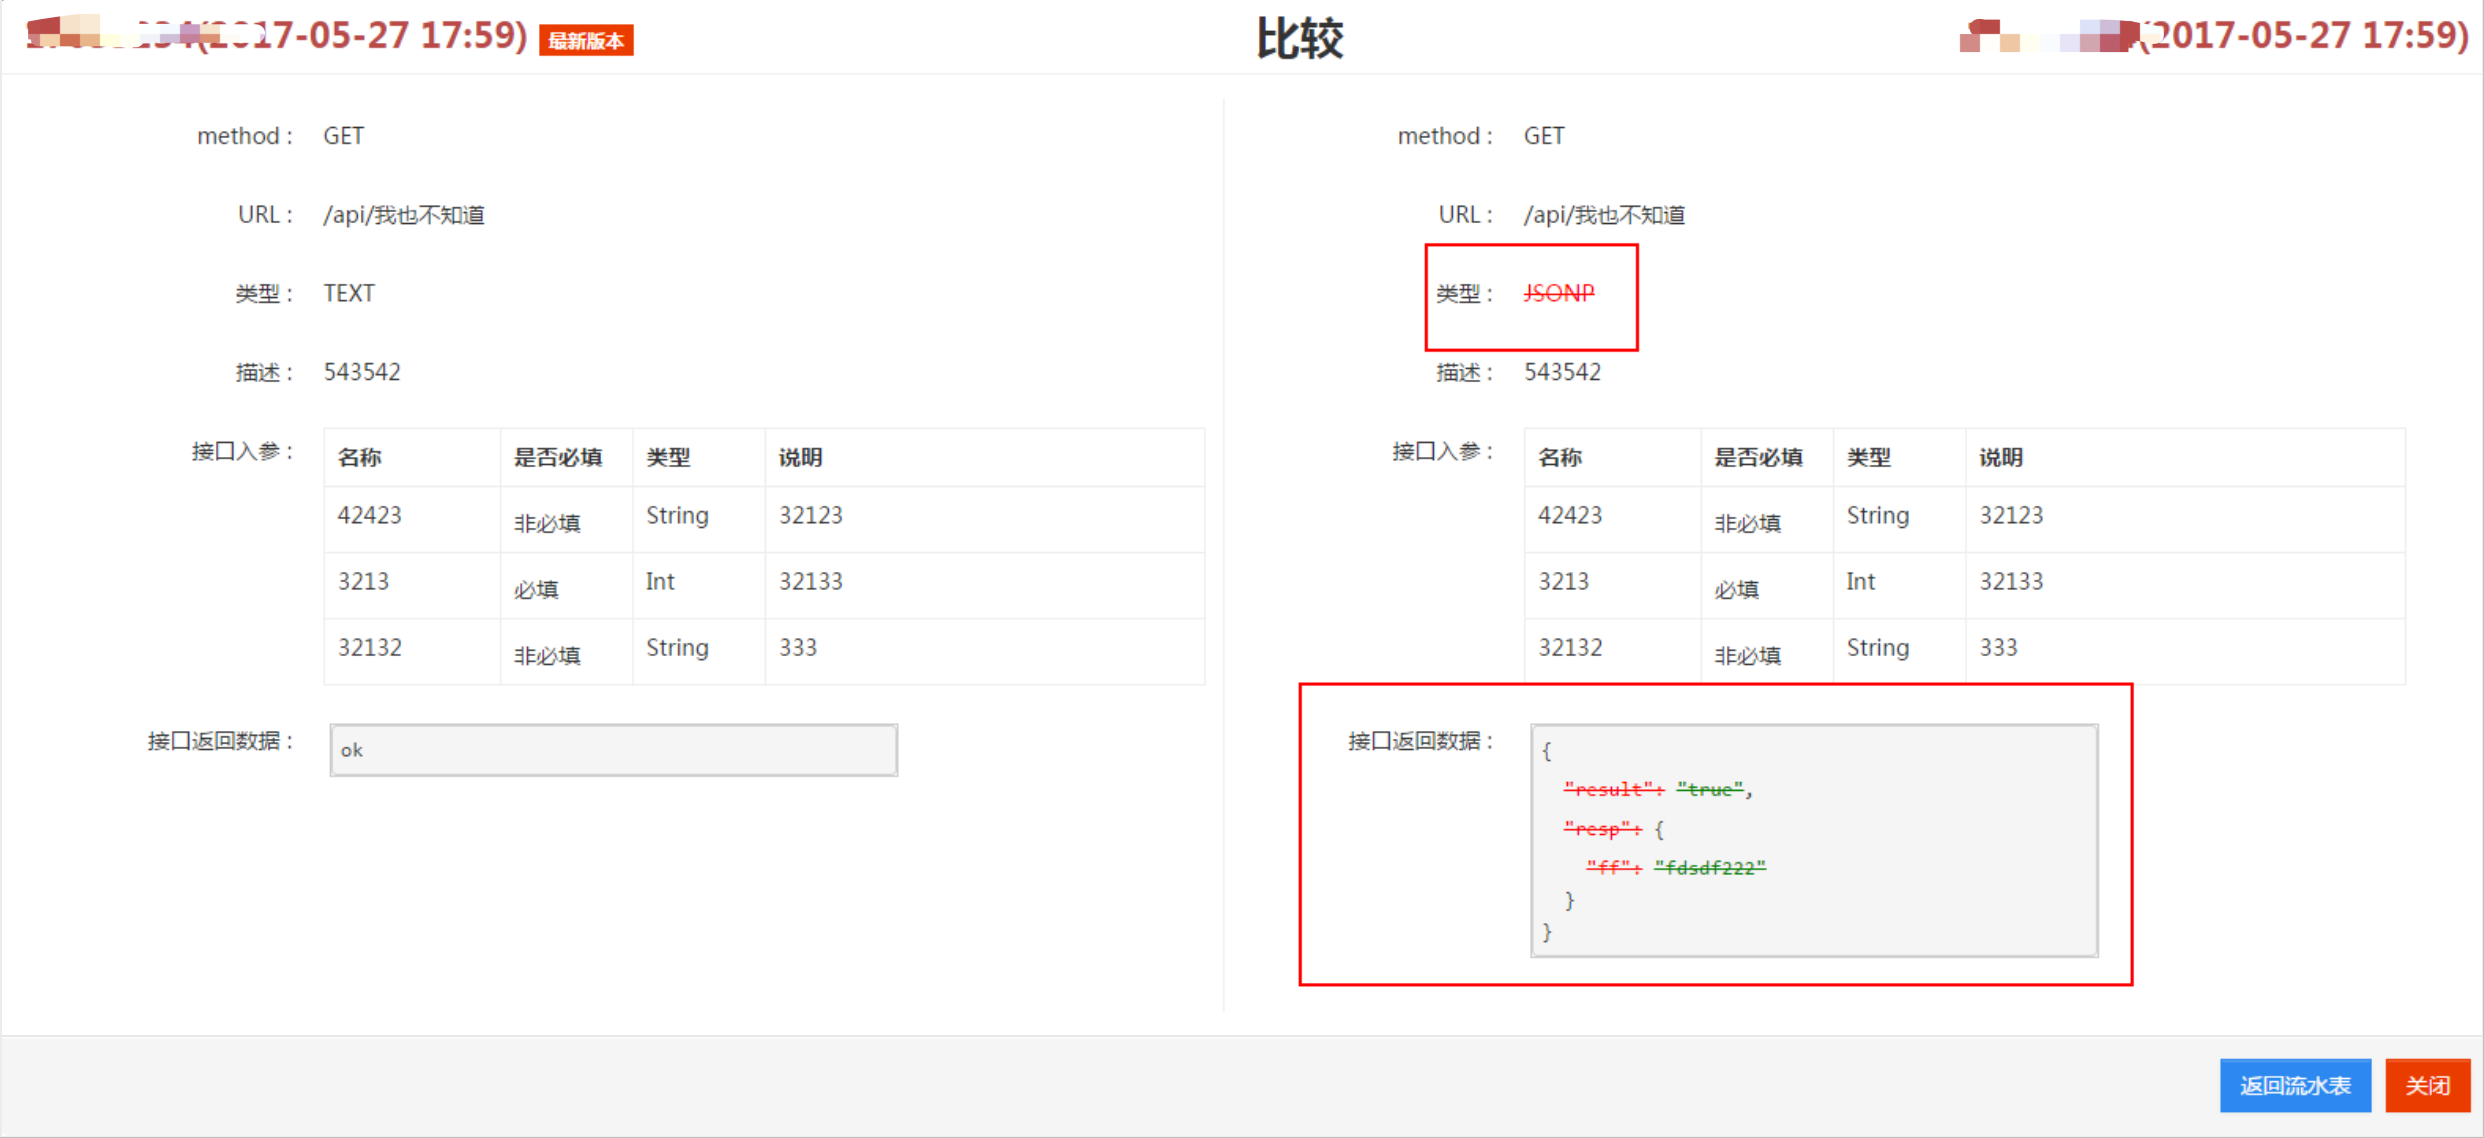 (2017-05-27 17:59) 最新版本
比较
(2017-05-27 17:59)
method : GET
URL : /api/我也不知道
类型 : TEXT
描述 : 543542
接口入参 :
名称 是否必填 类型 说明
42423 非必填 String 32123
3213 必填 Int 32133
32132 非必填 String 333
接口返回数据 :
ok
method : GET
URL : /api/我也不知道
类型 : JSONP
描述 : 543542
接口入参 :
名称 是否必填 类型 说明
42423 非必填 String 32123
3213 必填 Int 32133
32132 非必填 String 333
接口返回数据 :
{
"result": "true",
"resp": {
"ff": "fdsdf222"
}
}
返回流水表 关闭